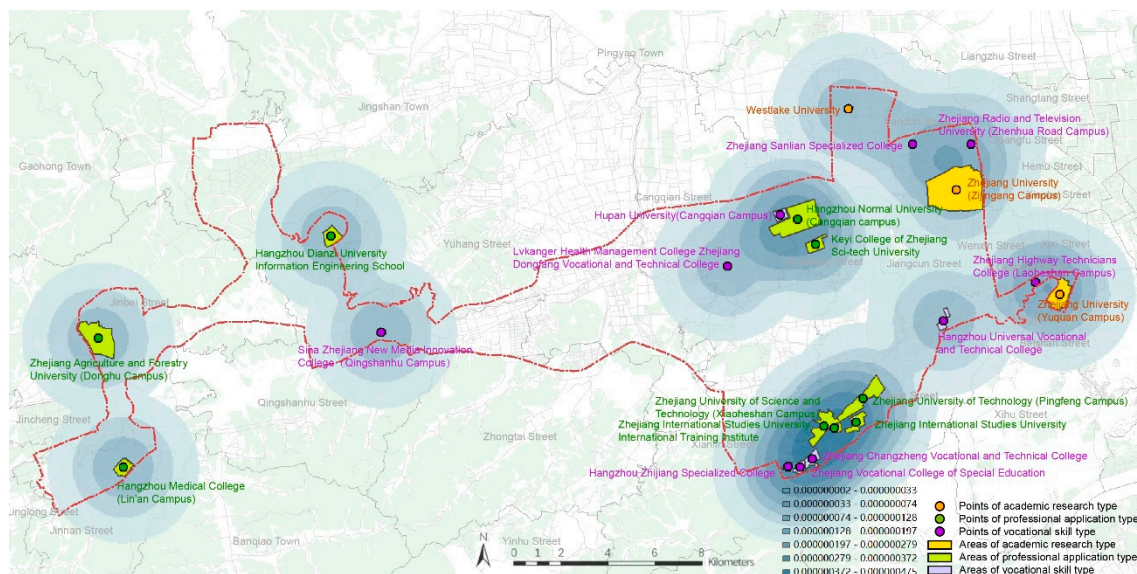 Pingyao Town
Liangzhu Street
Jingshan Town
Shangtang Street
Westlake University
Zhejiang Radio and Television
University (Zhenhua Road Campus)
Zhejiang Sanlian Specialized College
Gaohong Town
Hemu Street
Cangqian Street
Zhejiang University
(Zijingang Campus)
Hupan University(Cangqian Campus)
Hangzhou Normal University
(Cangqian campus)
Yuhang Street
Wenxin Street
Hangzhou Dianzi University
Information Engineering School
Lvkanger Health Management College Zhejiang
Dongfang Vocational and Technical College
Keyi College of Zhejiang
Sci-tech University
Jiangcun Street
Zhejiang Highway Technicians
College (Laoheshan Campus)
Jinbei Street
Zhejiang University
(Yuquan Campus)
Hangzhou Universal Vocational
and Technical College
Sina Zhejiang New Media Innovation
College (Qingshanhu Campus)
Zhejiang Agriculture and Forestry
University (Donghu Campus)
Qingshanhu Street
Jincheng Street
Zhejiang University of Science and
Technology (Xiaoheshan Campus)
Zhejiang University of Technology (Pingfeng Campus)
Xihu Street
Zhejiang International Studies University
International Training Institute
Zhejiang International Studies University
Zhongtai Street
Zhejiang Changzheng Vocational and Technical College
Hangzhou Zhijiang Specialized College
Zhejiang Vocational College of Special Education
Hangzhou Medical College
(Lin'an Campus)
Linglong Street
Jinnan Street
Banqiao Town
Yinhu Street
N
0 1 2 4 6 8
Kilometers
0.000000002 - 0.000000033
0.000000033 - 0.000000074
0.000000074 - 0.000000128
0.000000128 - 0.000000197
0.000000197 - 0.000000279
0.000000279 - 0.000000372
0.000000372 - 0.000000475
Points of academic research type
Points of professional application type
Points of vocational skill type
Areas of academic research type
Areas of professional application type
Areas of vocational skill type